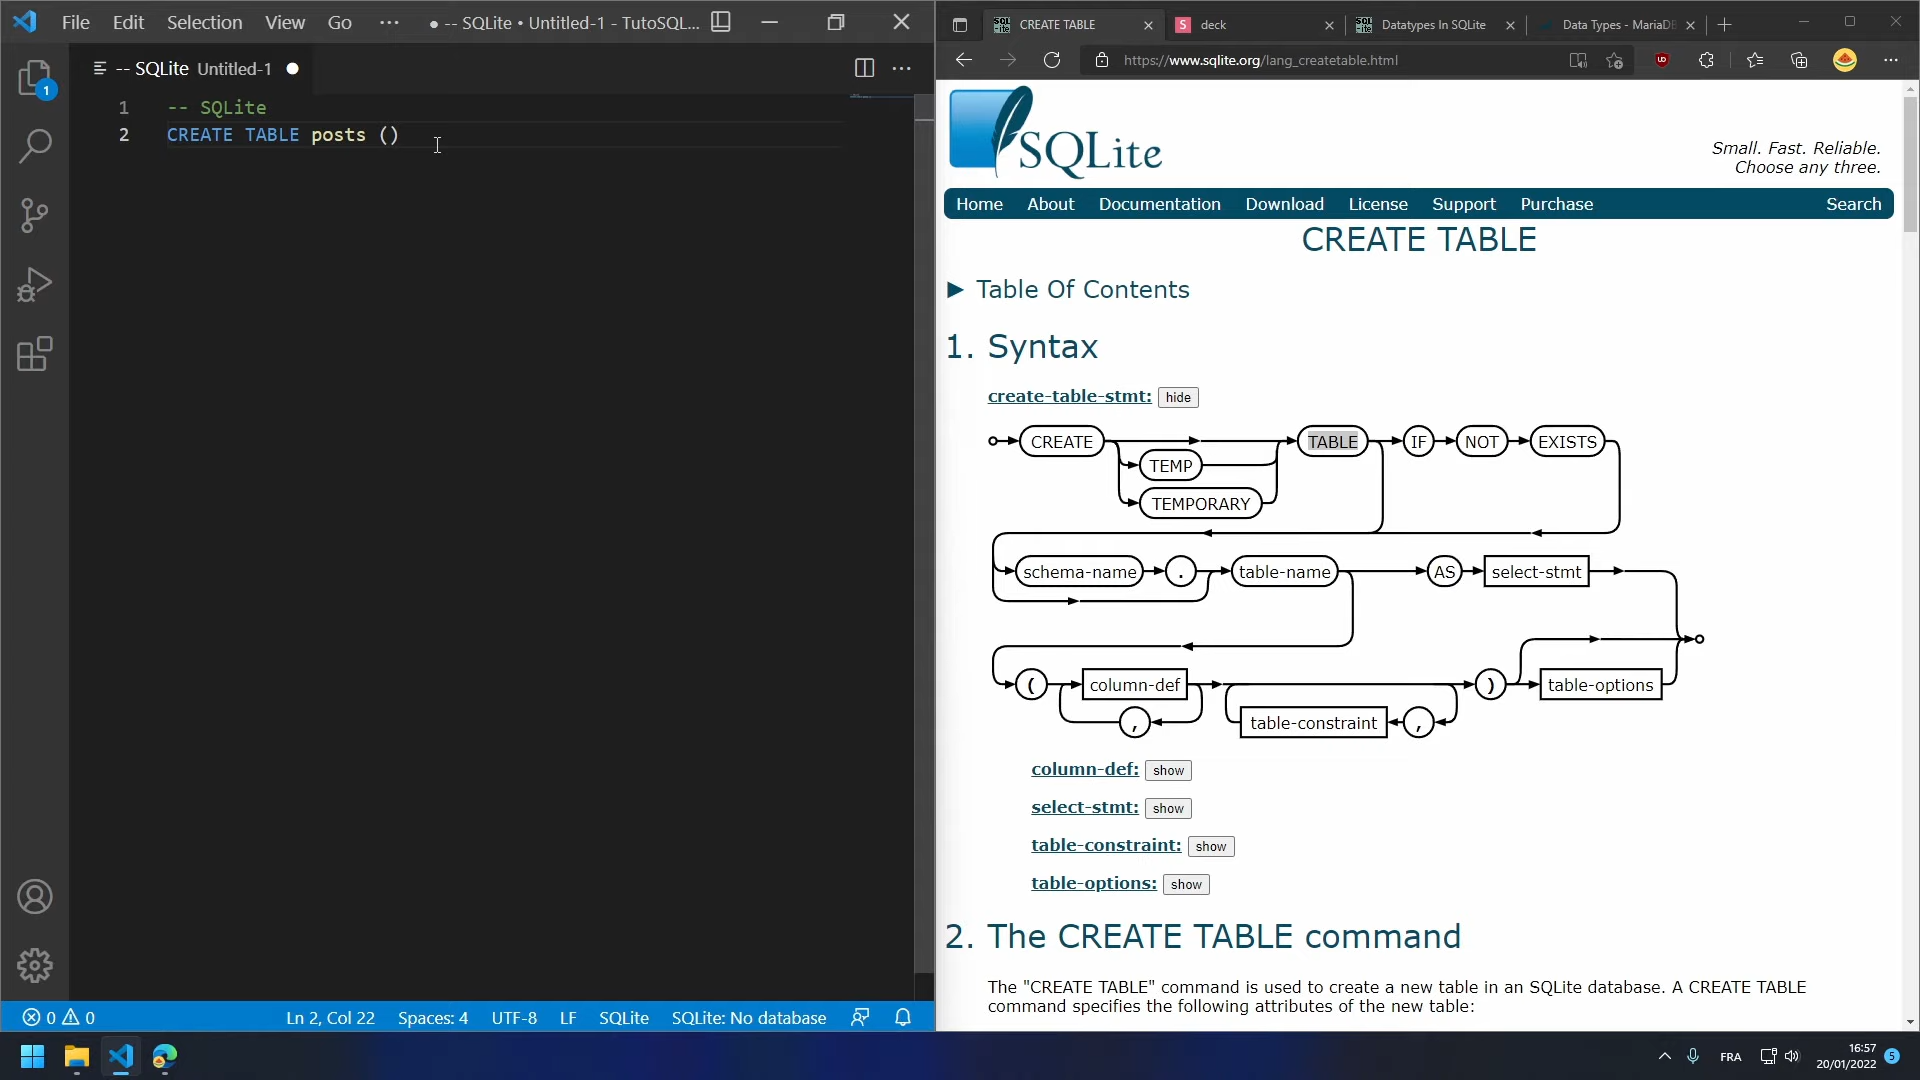 File Edit Selection View Go ··· ● -- SQLite • Untitled-1 - TutoSQL...
-- SQLite Untitled-1 ●
1 -- SQLite
2 CREATE TABLE posts ()
1
⊗ 0 ⚠ 0 Ln 2, Col 22 Spaces: 4 UTF-8 LF SQLite SQLite: No database
CREATE TABLE
deck
Datatypes In SQLite
Data Types - MariaDB
https://www.sqlite.org/lang_createtable.html
SQLite
Small. Fast. Reliable.
Choose any three.
Home About Documentation Download License Support Purchase Search
CREATE TABLE
► Table Of Contents
1. Syntax
create-table-stmt: hide
CREATE TABLE IF NOT EXISTS
TEMP
TEMPORARY
schema-name . table-name AS select-stmt
( column-def ) table-options
, table-constraint ,
column-def: show
select-stmt: show
table-constraint: show
table-options: show
2. The CREATE TABLE command
The "CREATE TABLE" command is used to create a new table in an SQLite database. A CREATE TABLE
command specifies the following attributes of the new table:
FRA
16:57
20/01/2022
5